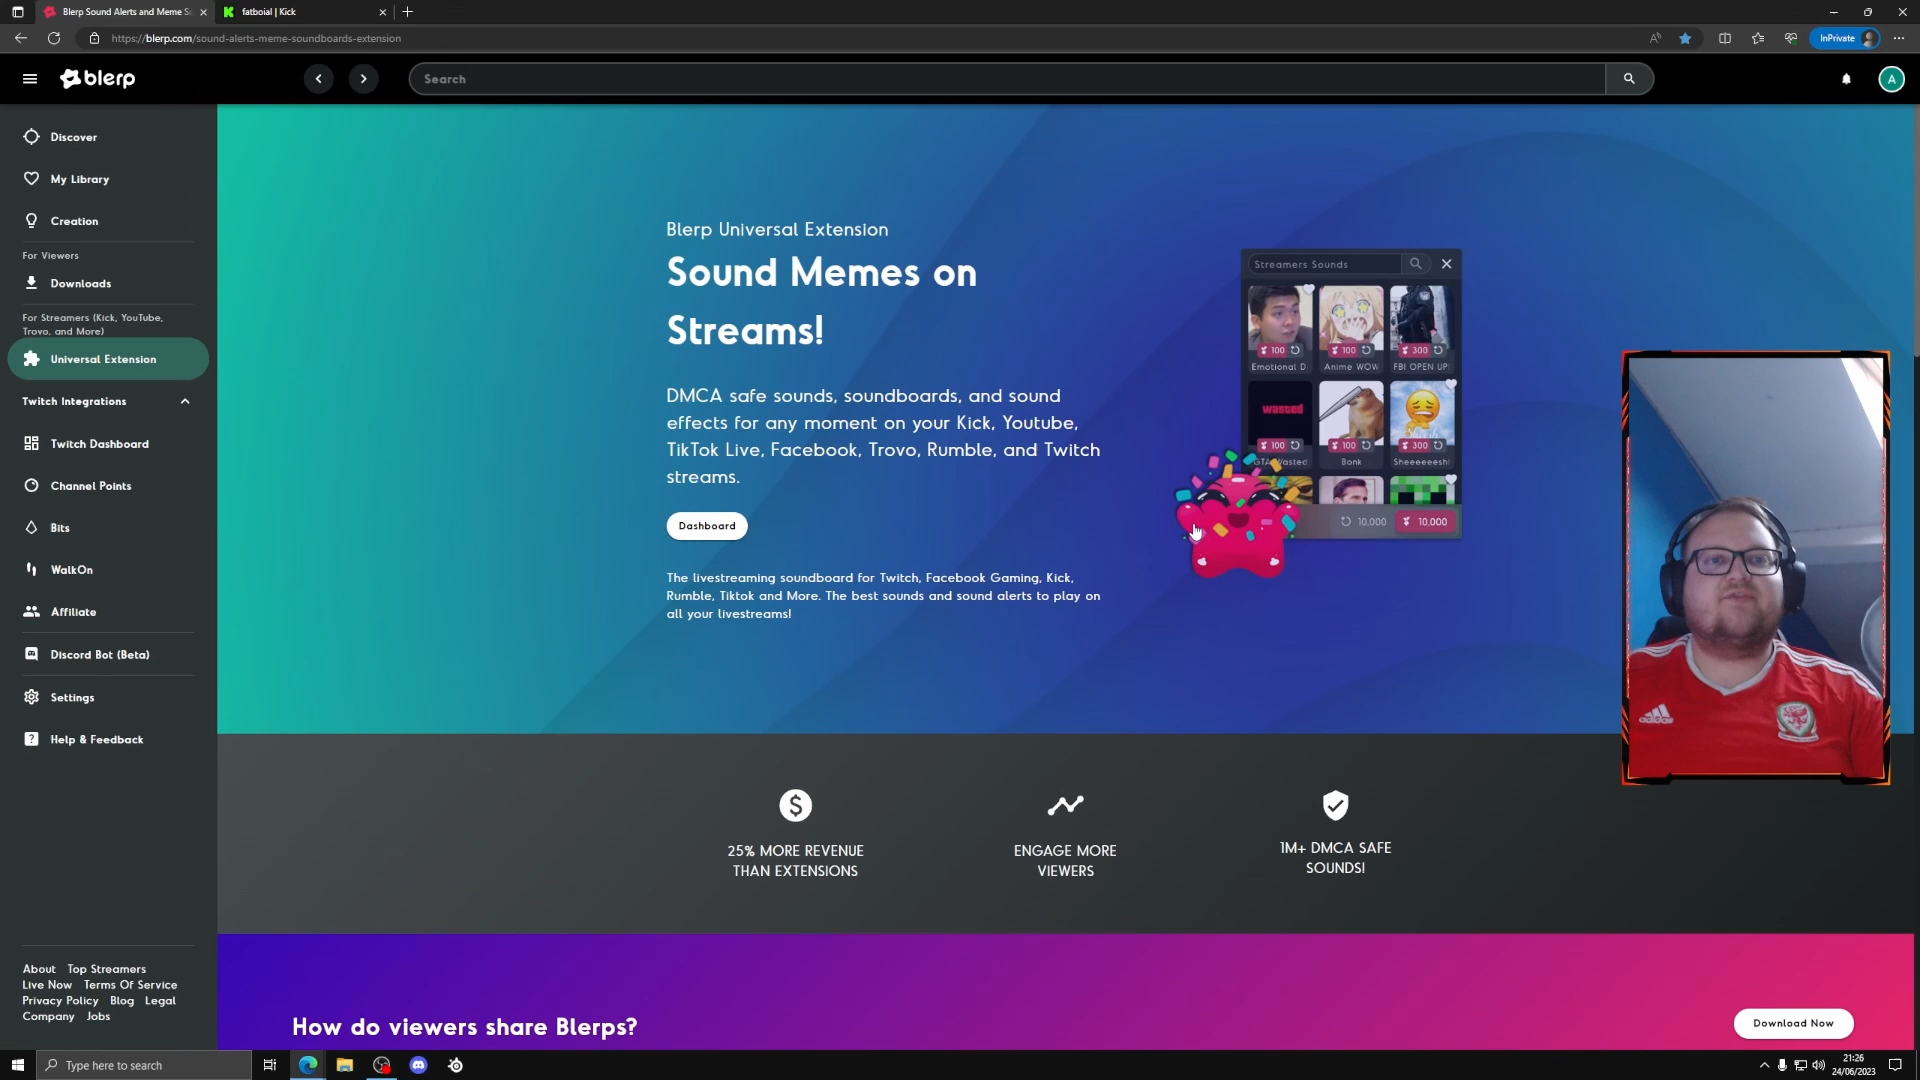 Blerp Sound Alerts and Meme So
fatboial | Kick
https://blerp.com/sound-alerts-meme-soundboards-extension
InPrivate
blerp
Search
A
Discover
My Library
Creation
For Viewers
Downloads
For Streamers (Kick, YouTube,
Trovo, and More)
Universal Extension
Twitch Integrations
Twitch Dashboard
Channel Points
Bits
WalkOn
Affiliate
Discord Bot (Beta)
Settings
Help & Feedback
About Top Streamers
Live Now Terms Of Service
Privacy Policy Blog Legal
Company Jobs
Blerp Universal Extension
Sound Memes on
Streams!
DMCA safe sounds, soundboards, and sound
effects for any moment on your Kick, Youtube,
TikTok Live, Facebook, Trovo, Rumble, and Twitch
streams.
Dashboard
The livestreaming soundboard for Twitch, Facebook Gaming, Kick,
Rumble, Tiktok and More. The best sounds and sound alerts to play on
all your livestreams!
Streamers Sounds
100 100 300
Emotional D Anime WOW FBI OPEN UP!
wasted
100 100 300
GTA Wasted Bonk Sheeeeeesh!
10,000 10,000
adidas
25% MORE REVENUE
THAN EXTENSIONS
ENGAGE MORE
VIEWERS
1M+ DMCA SAFE
SOUNDS!
How do viewers share Blerps?
Download Now
Type here to search
21:26
24/06/2023